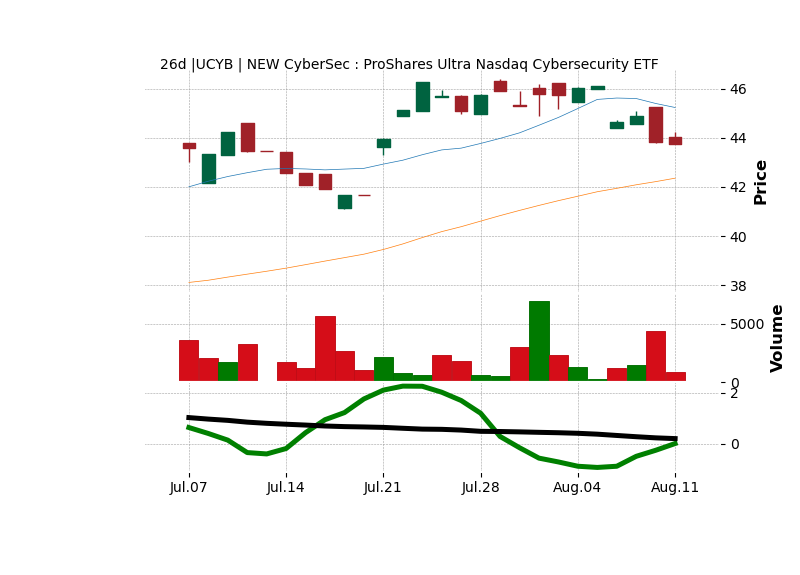 26d |UCYB | NEW CyberSec : ProShares Ultra Nasdaq Cybersecurity ETF
46
44
42
40
38
Price
5000
0
Volume
2
0
Jul.07 Jul.14 Jul.21 Jul.28 Aug.04 Aug.11